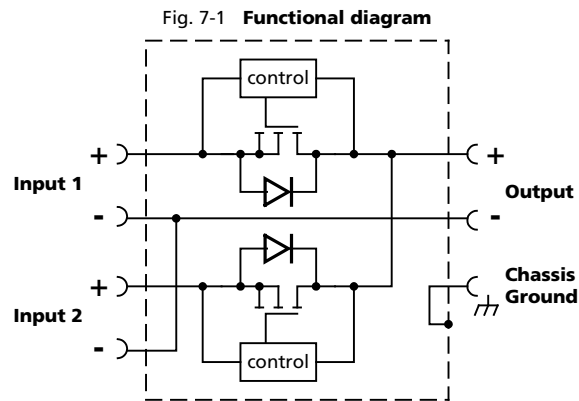 Fig. 7-1 Functional diagram
control
+
+
Input 1
Output
-
-
+
Chassis
Ground
Input 2
-
control